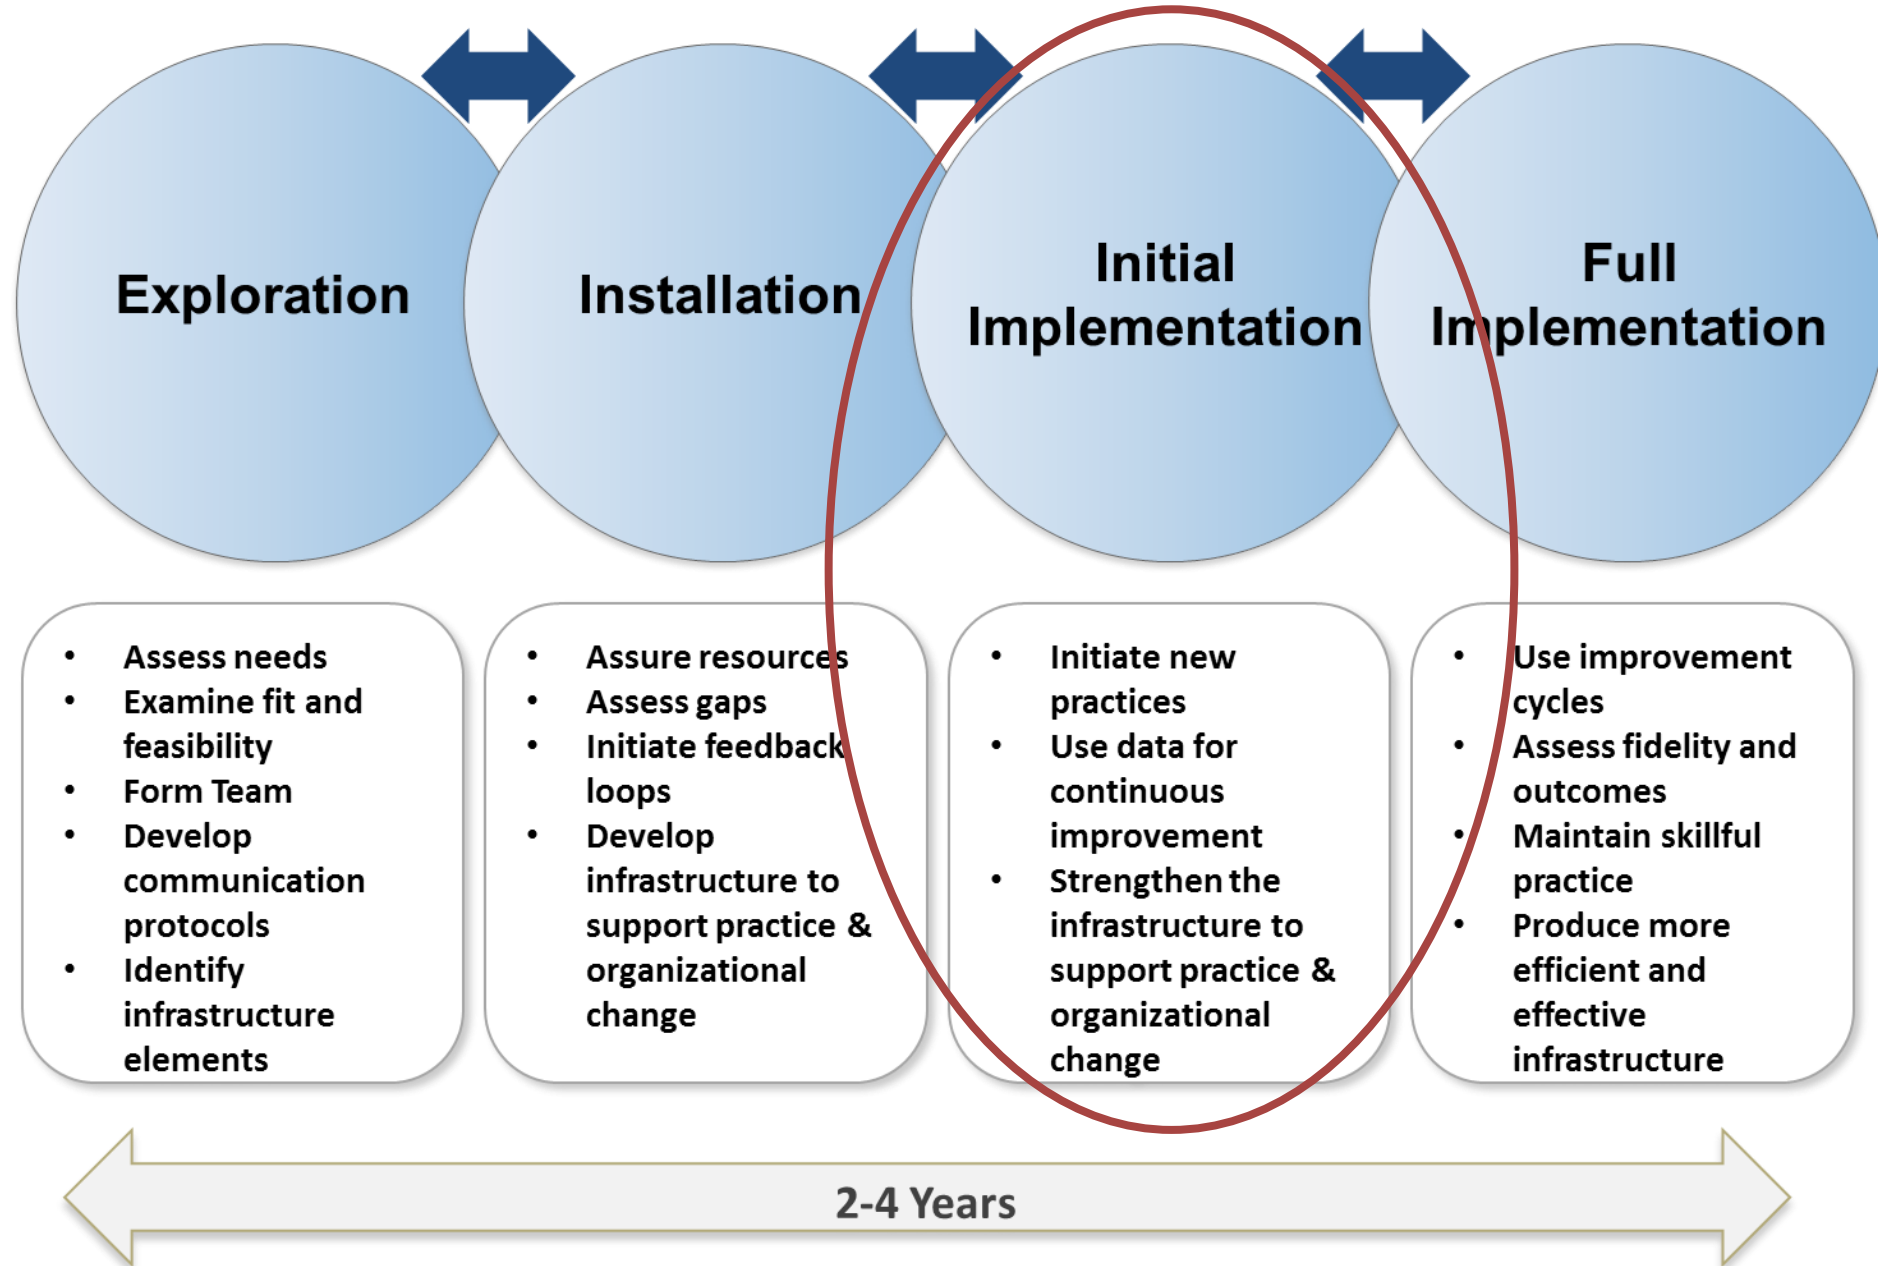 Exploration
Installation
Initial
Implementation
Full
Implementation
• Assess needs
• Examine fit and
feasibility
• Form Team
• Develop
communication
protocols
• Identify
infrastructure
elements
• Assure resources
• Assess gaps
• Initiate feedback
loops
• Develop
infrastructure to
support practice &
organizational
change
• Initiate new
practices
• Use data for
continuous
improvement
• Strengthen the
infrastructure to
support practice &
organizational
change
• Use improvement
cycles
• Assess fidelity and
outcomes
• Maintain skillful
practice
• Produce more
efficient and
effective
infrastructure
2-4 Years